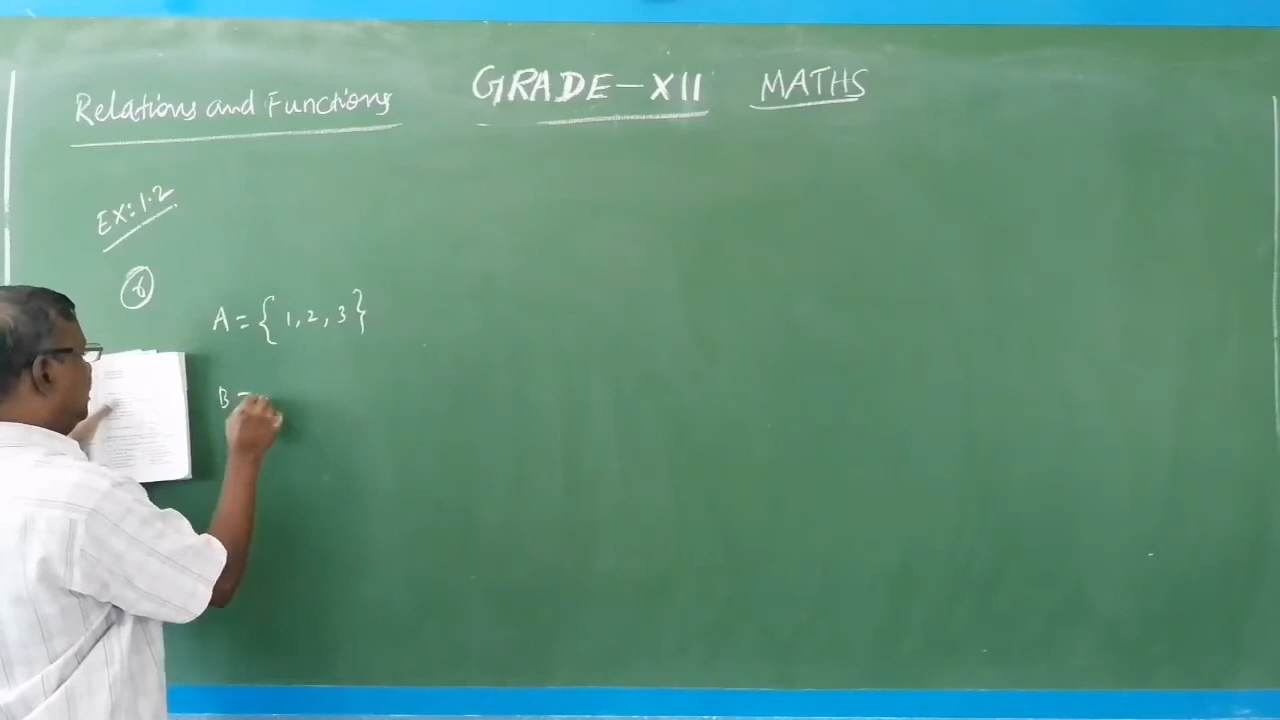 GRADE-XII MATHS
Relations and Functions
EX: 1.2
A = { 1, 2, 3 }
B =